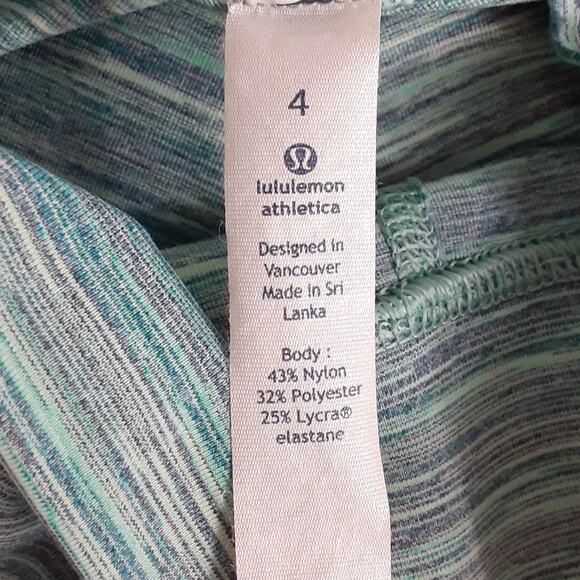 4
lululemon
athletica
Designed in
Vancouver
Made in Sri
Lanka
Body :
43% Nylon
32% Polyester
25% Lycra®
elastane